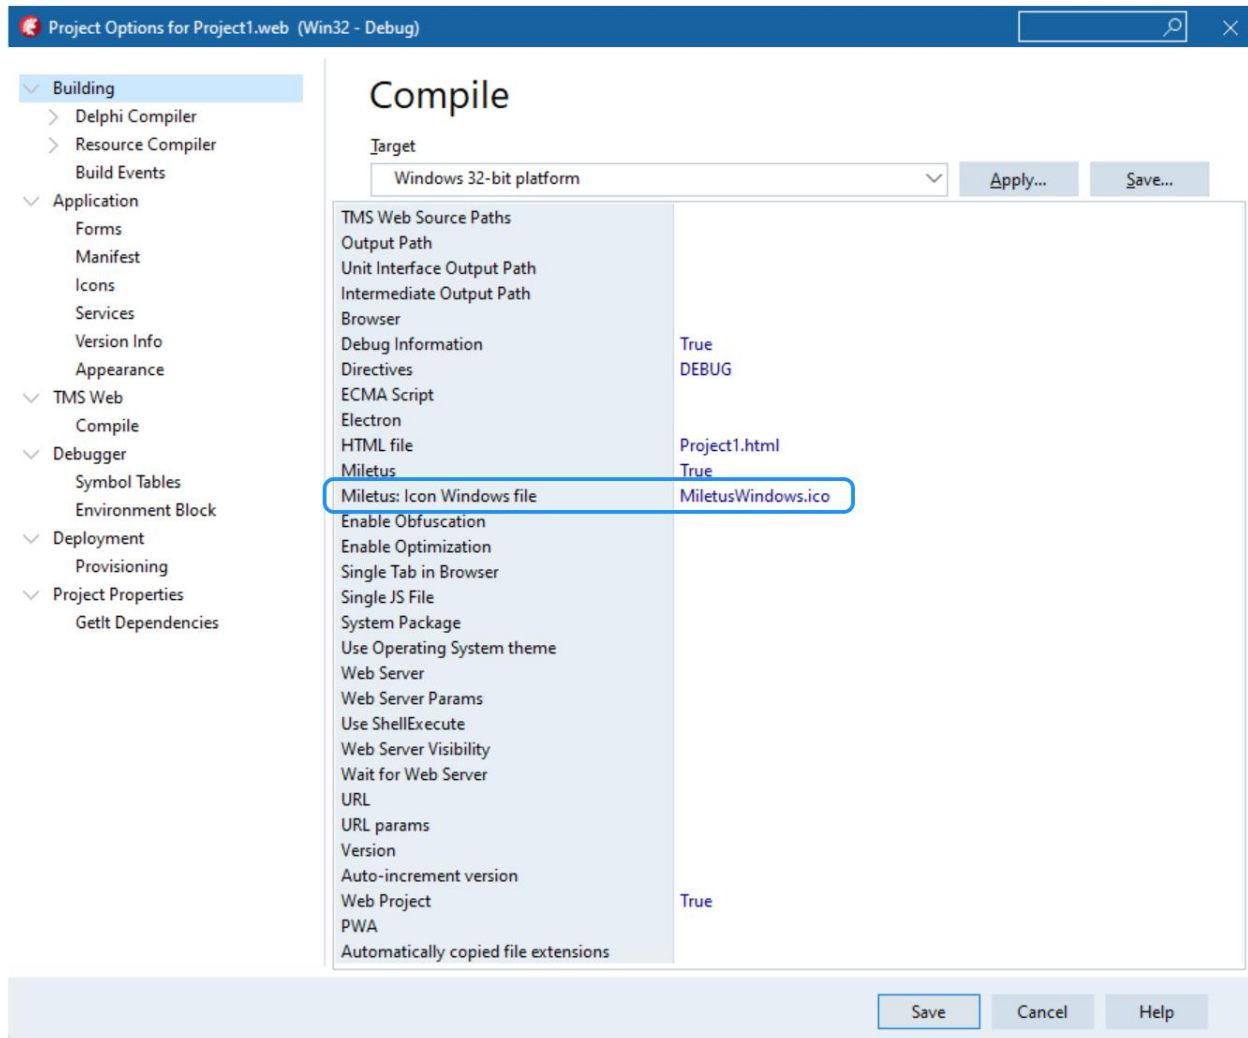 Project Options for Project1.web (Win32 - Debug)
Building
Delphi Compiler
Resource Compiler
Build Events
Application
Forms
Manifest
Icons
Services
Version Info
Appearance
TMS Web
Compile
Debugger
Symbol Tables
Environment Block
Deployment
Provisioning
Project Properties
GetIt Dependencies
Compile
Target
Windows 32-bit platform
Apply...
Save...
TMS Web Source Paths
Output Path
Unit Interface Output Path
Intermediate Output Path
Browser
Debug Information True
Directives DEBUG
ECMA Script
Electron
HTML file Project1.html
Miletus True
Miletus: Icon Windows file MiletusWindows.ico
Enable Obfuscation
Enable Optimization
Single Tab in Browser
Single JS File
System Package
Use Operating System theme
Web Server
Web Server Params
Use ShellExecute
Web Server Visibility
Wait for Web Server
URL
URL params
Version
Auto-increment version
Web Project True
PWA
Automatically copied file extensions
Save Cancel Help